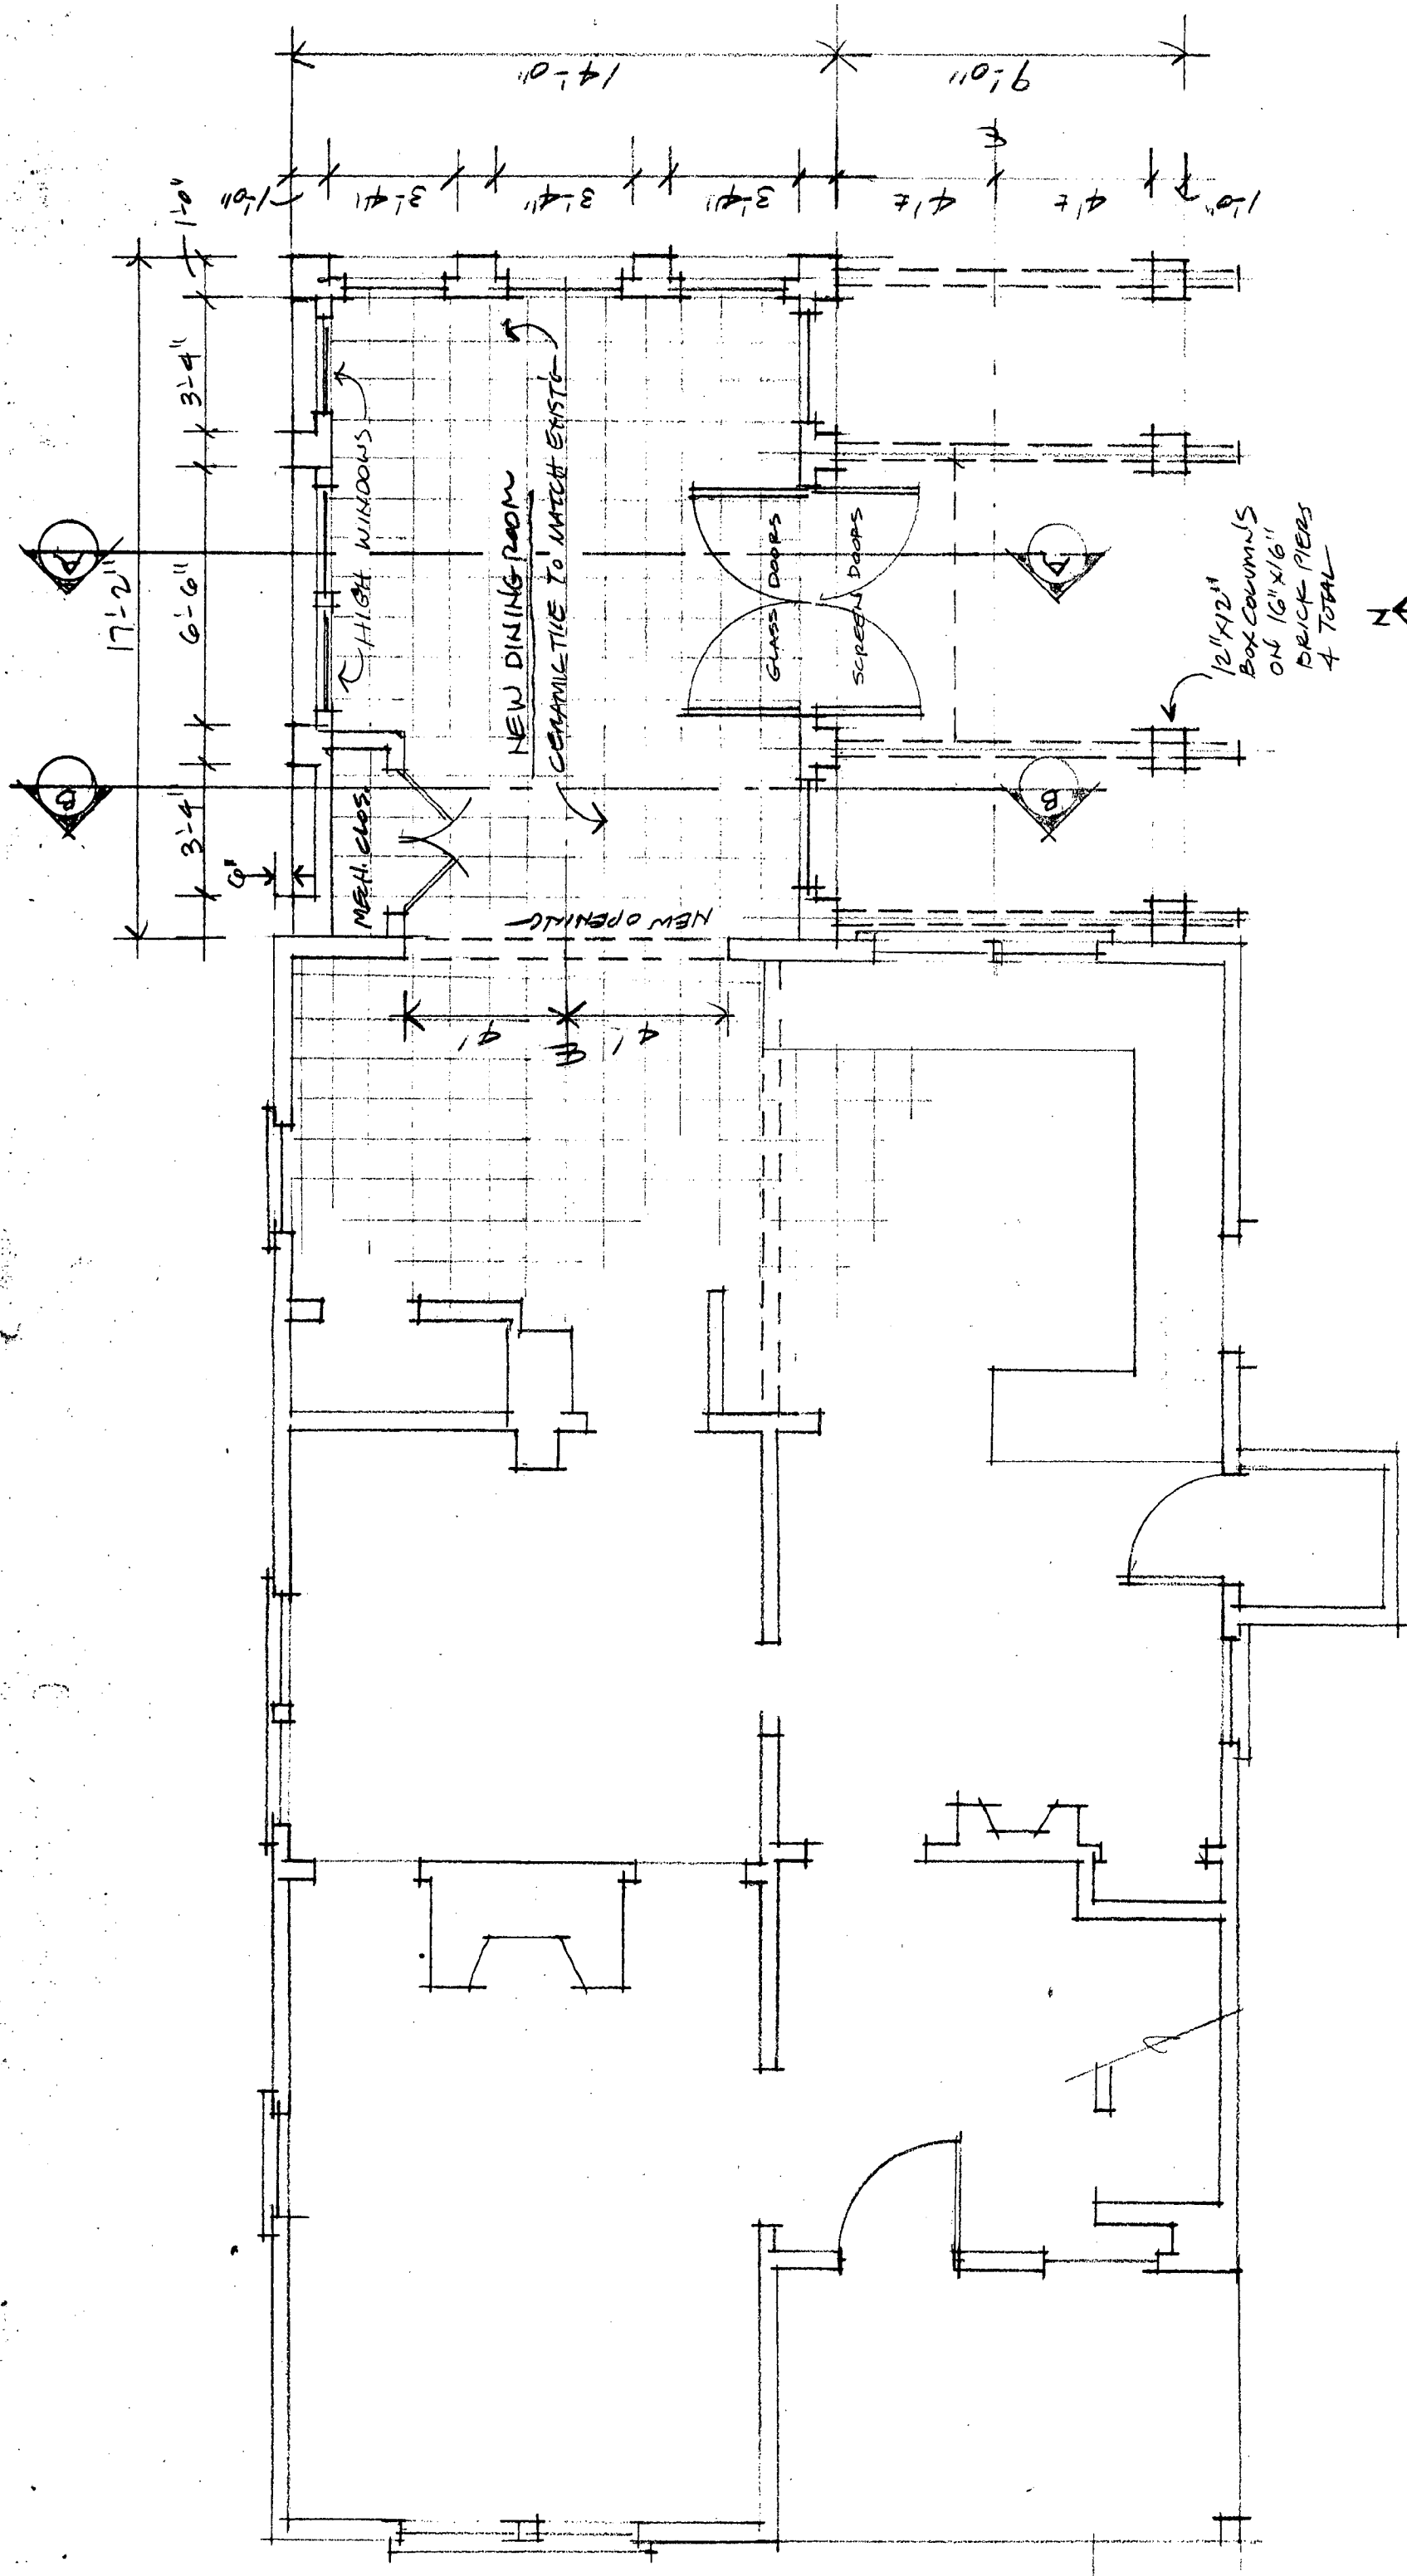 17'-2"
3'-4"
6'-6"
3'-4"
1'-0"
6"
A
B
HIGH WINDOWS
MECH. CLOS.
NEW DINING ROOM
CERAMIC TILE TO MATCH EXIST'G
NEW OPENING
4'
4'
GLASS DOORS
SCREEN DOORS
A
B
12"X12"
BOX COLUMNS
ON 16"X16"
BRICK PIERS
4 TOTAL
N
1'-0"
3'-4"
3'-4"
3'-4"
4'±
4'±
1'-0"
14'-0"
9'-0"